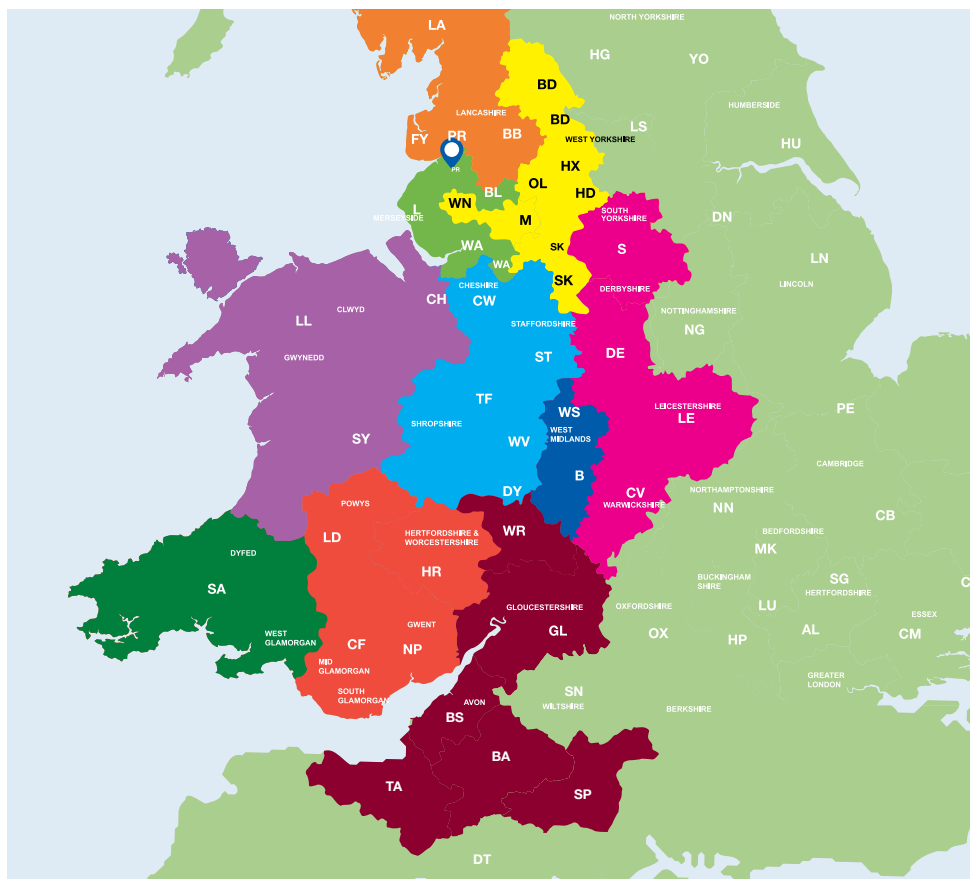 NORTH YORKSHIRE
LA
HG
YO
BD
HUMBERSIDE
LANCASHIRE
BD
LS
FY
PR
BB
WEST YORKSHIRE
HU
PR
HX
OL
BL
HD
WN
L
SOUTH
YORKSHIRE
MERSEYSIDE
M
DN
WA
SK
S
LN
WA
SK
CHESHIRE
DERBYSHIRE
LINCOLN
CH
CW
LL
CLWYD
STAFFORDSHIRE
NOTTINGHAMSHIRE
NG
GWYNEDD
ST
DE
TF
LEICESTERSHIRE
LE
PE
WS
SHROPSHIRE
WEST
MIDLANDS
SY
WV
CAMBRIDGE
B
DY
CV
WARWICKSHIRE
NORTHAMPTONSHIRE
NN
POWYS
CB
LD
HERTFORDSHIRE &
WORCESTERSHIRE
WR
BEDFORDSHIRE
MK
DYFED
HR
BUCKINGHAM
SHIRE
SG
HERTFORDSHIRE
C
SA
GLOUCESTERSHIRE
OXFORDSHIRE
LU
ESSEX
GWENT
GL
OX
HP
AL
CM
WEST
GLAMORGAN
CF
NP
MID
GLAMORGAN
GREATER
LONDON
SOUTH
GLAMORGAN
AVON
SN
WILTSHIRE
BERKSHIRE
BS
BA
TA
SP
DT